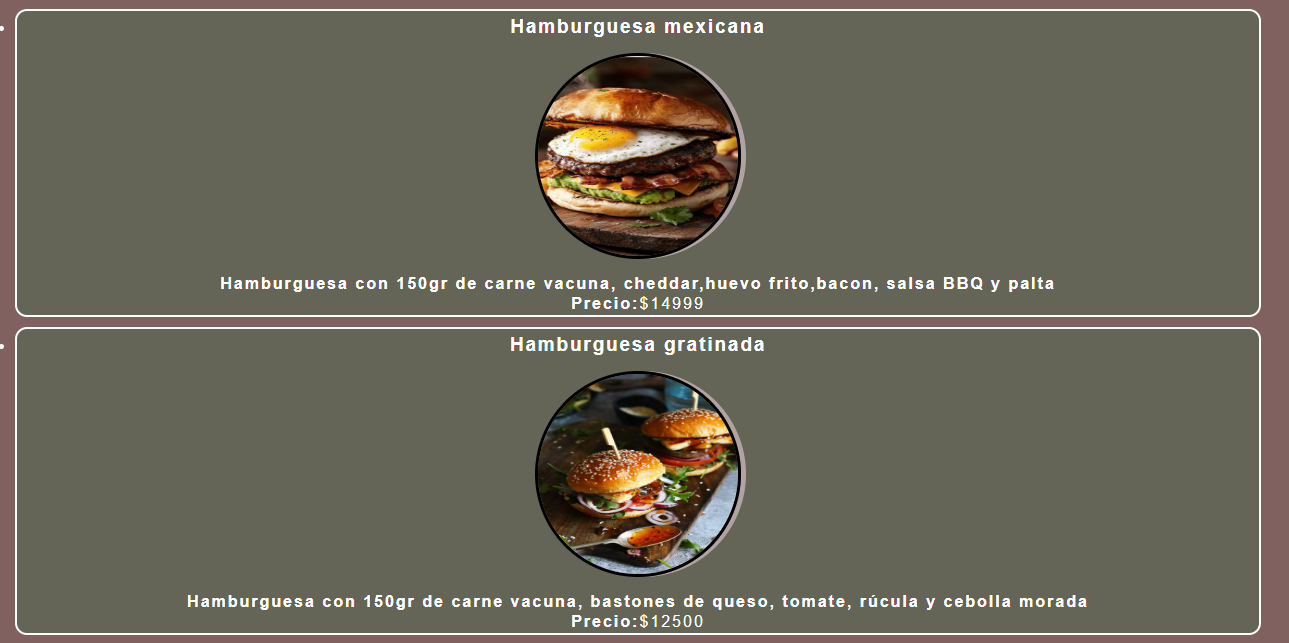 Hamburguesa mexicana
Hamburguesa con 150gr de carne vacuna, cheddar,huevo frito,bacon, salsa BBQ y palta
Precio:$14999
Hamburguesa gratinada
Hamburguesa con 150gr de carne vacuna, bastones de queso, tomate, rúcula y cebolla morada
Precio:$12500